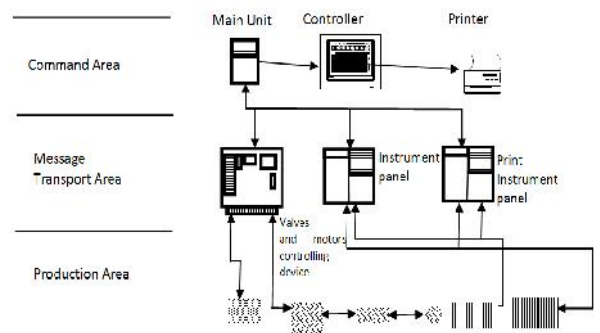 Main Unit
Controller
Printer
Command Area
Message
Transport Area
Instrument
panel
Print
Instrument
panel
Valves
and motors
controlling
device
Production Area